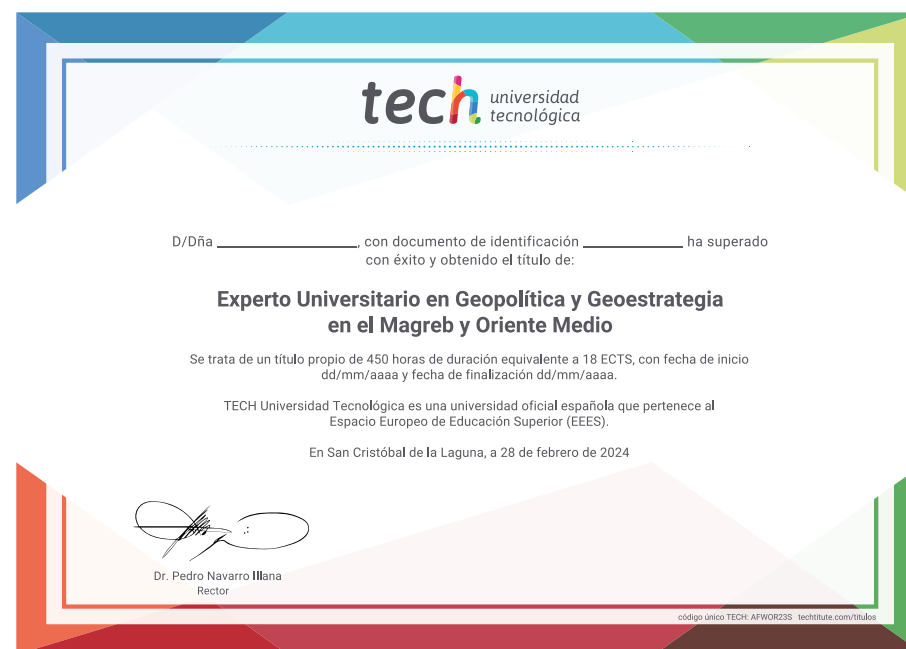 tech universidad
tecnológica
D/Dña ____________________, con documento de identificación ______________ ha superado
con éxito y obtenido el título de:
Experto Universitario en Geopolítica y Geoestrategia
en el Magreb y Oriente Medio
Se trata de un título propio de 450 horas de duración equivalente a 18 ECTS, con fecha de inicio
dd/mm/aaaa y fecha de finalización dd/mm/aaaa.
TECH Universidad Tecnológica es una universidad oficial española que pertenece al
Espacio Europeo de Educación Superior (EEES).
En San Cristóbal de la Laguna, a 28 de febrero de 2024
Dr. Pedro Navarro Illana
Rector
código único TECH: AFWOR23S techtitute.com/titulos